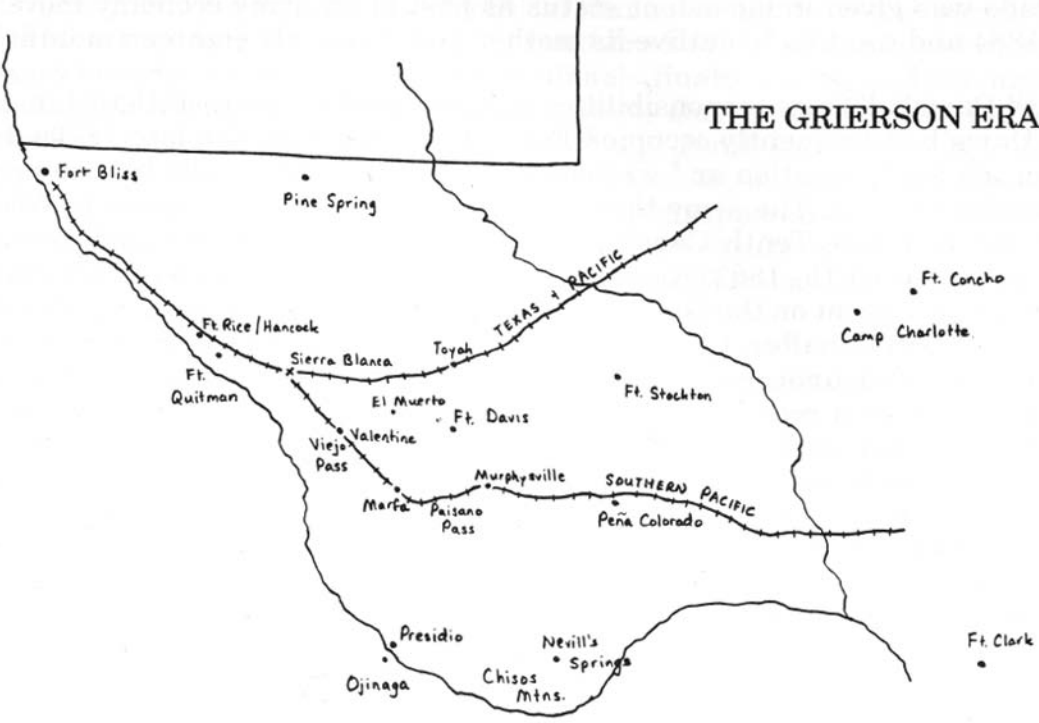 THE GRIERSON ERA
Fort Bliss
Pine Spring
TEXAS & PACIFIC
Ft. Concho
Camp Charlotte.
Ft. Rice/Hancock
Sierra Blanca
Toyah
Ft.
Quitman
El Muerto
Ft. Davis
Ft. Stockton
Valentine
Viejo
Pass
Murphysville
SOUTHERN PACIFIC
Marfa
Paisano
Pass
Peña Colorado
Presidio
Ojinaga
Nevill's
Springs
Chisos
Mtns.
Ft. Clark